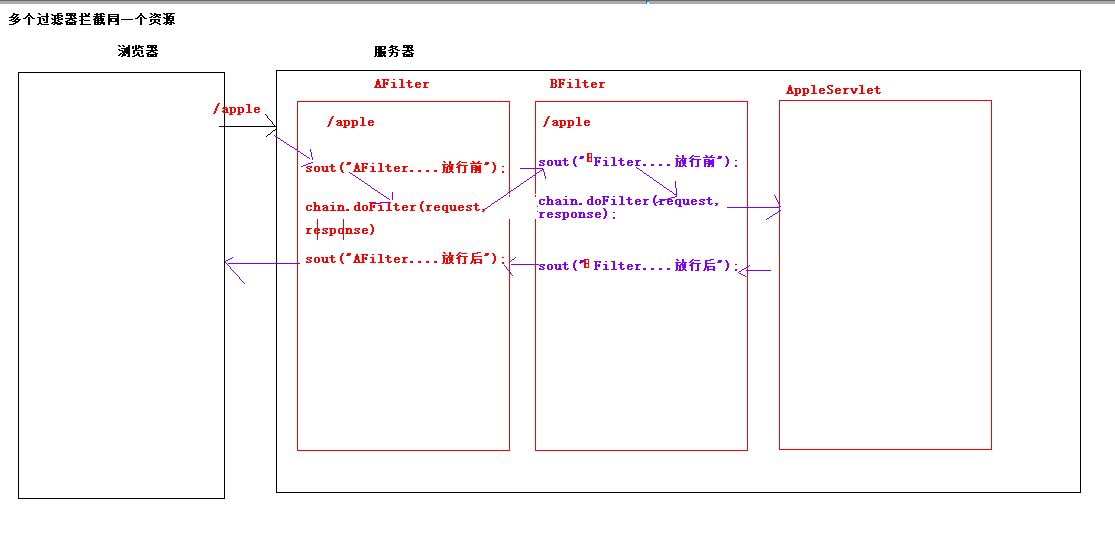 多个过滤器拦截同一个资源
浏览器
服务器
/apple
AFilter
/apple
sout("AFilter....放行前");
chain.doFilter(request,
response)
sout("AFilter....放行后");
BFilter
/apple
sout("BFilter....放行前");
chain.doFilter(request,
response);
sout("BFilter....放行后");
AppleServlet